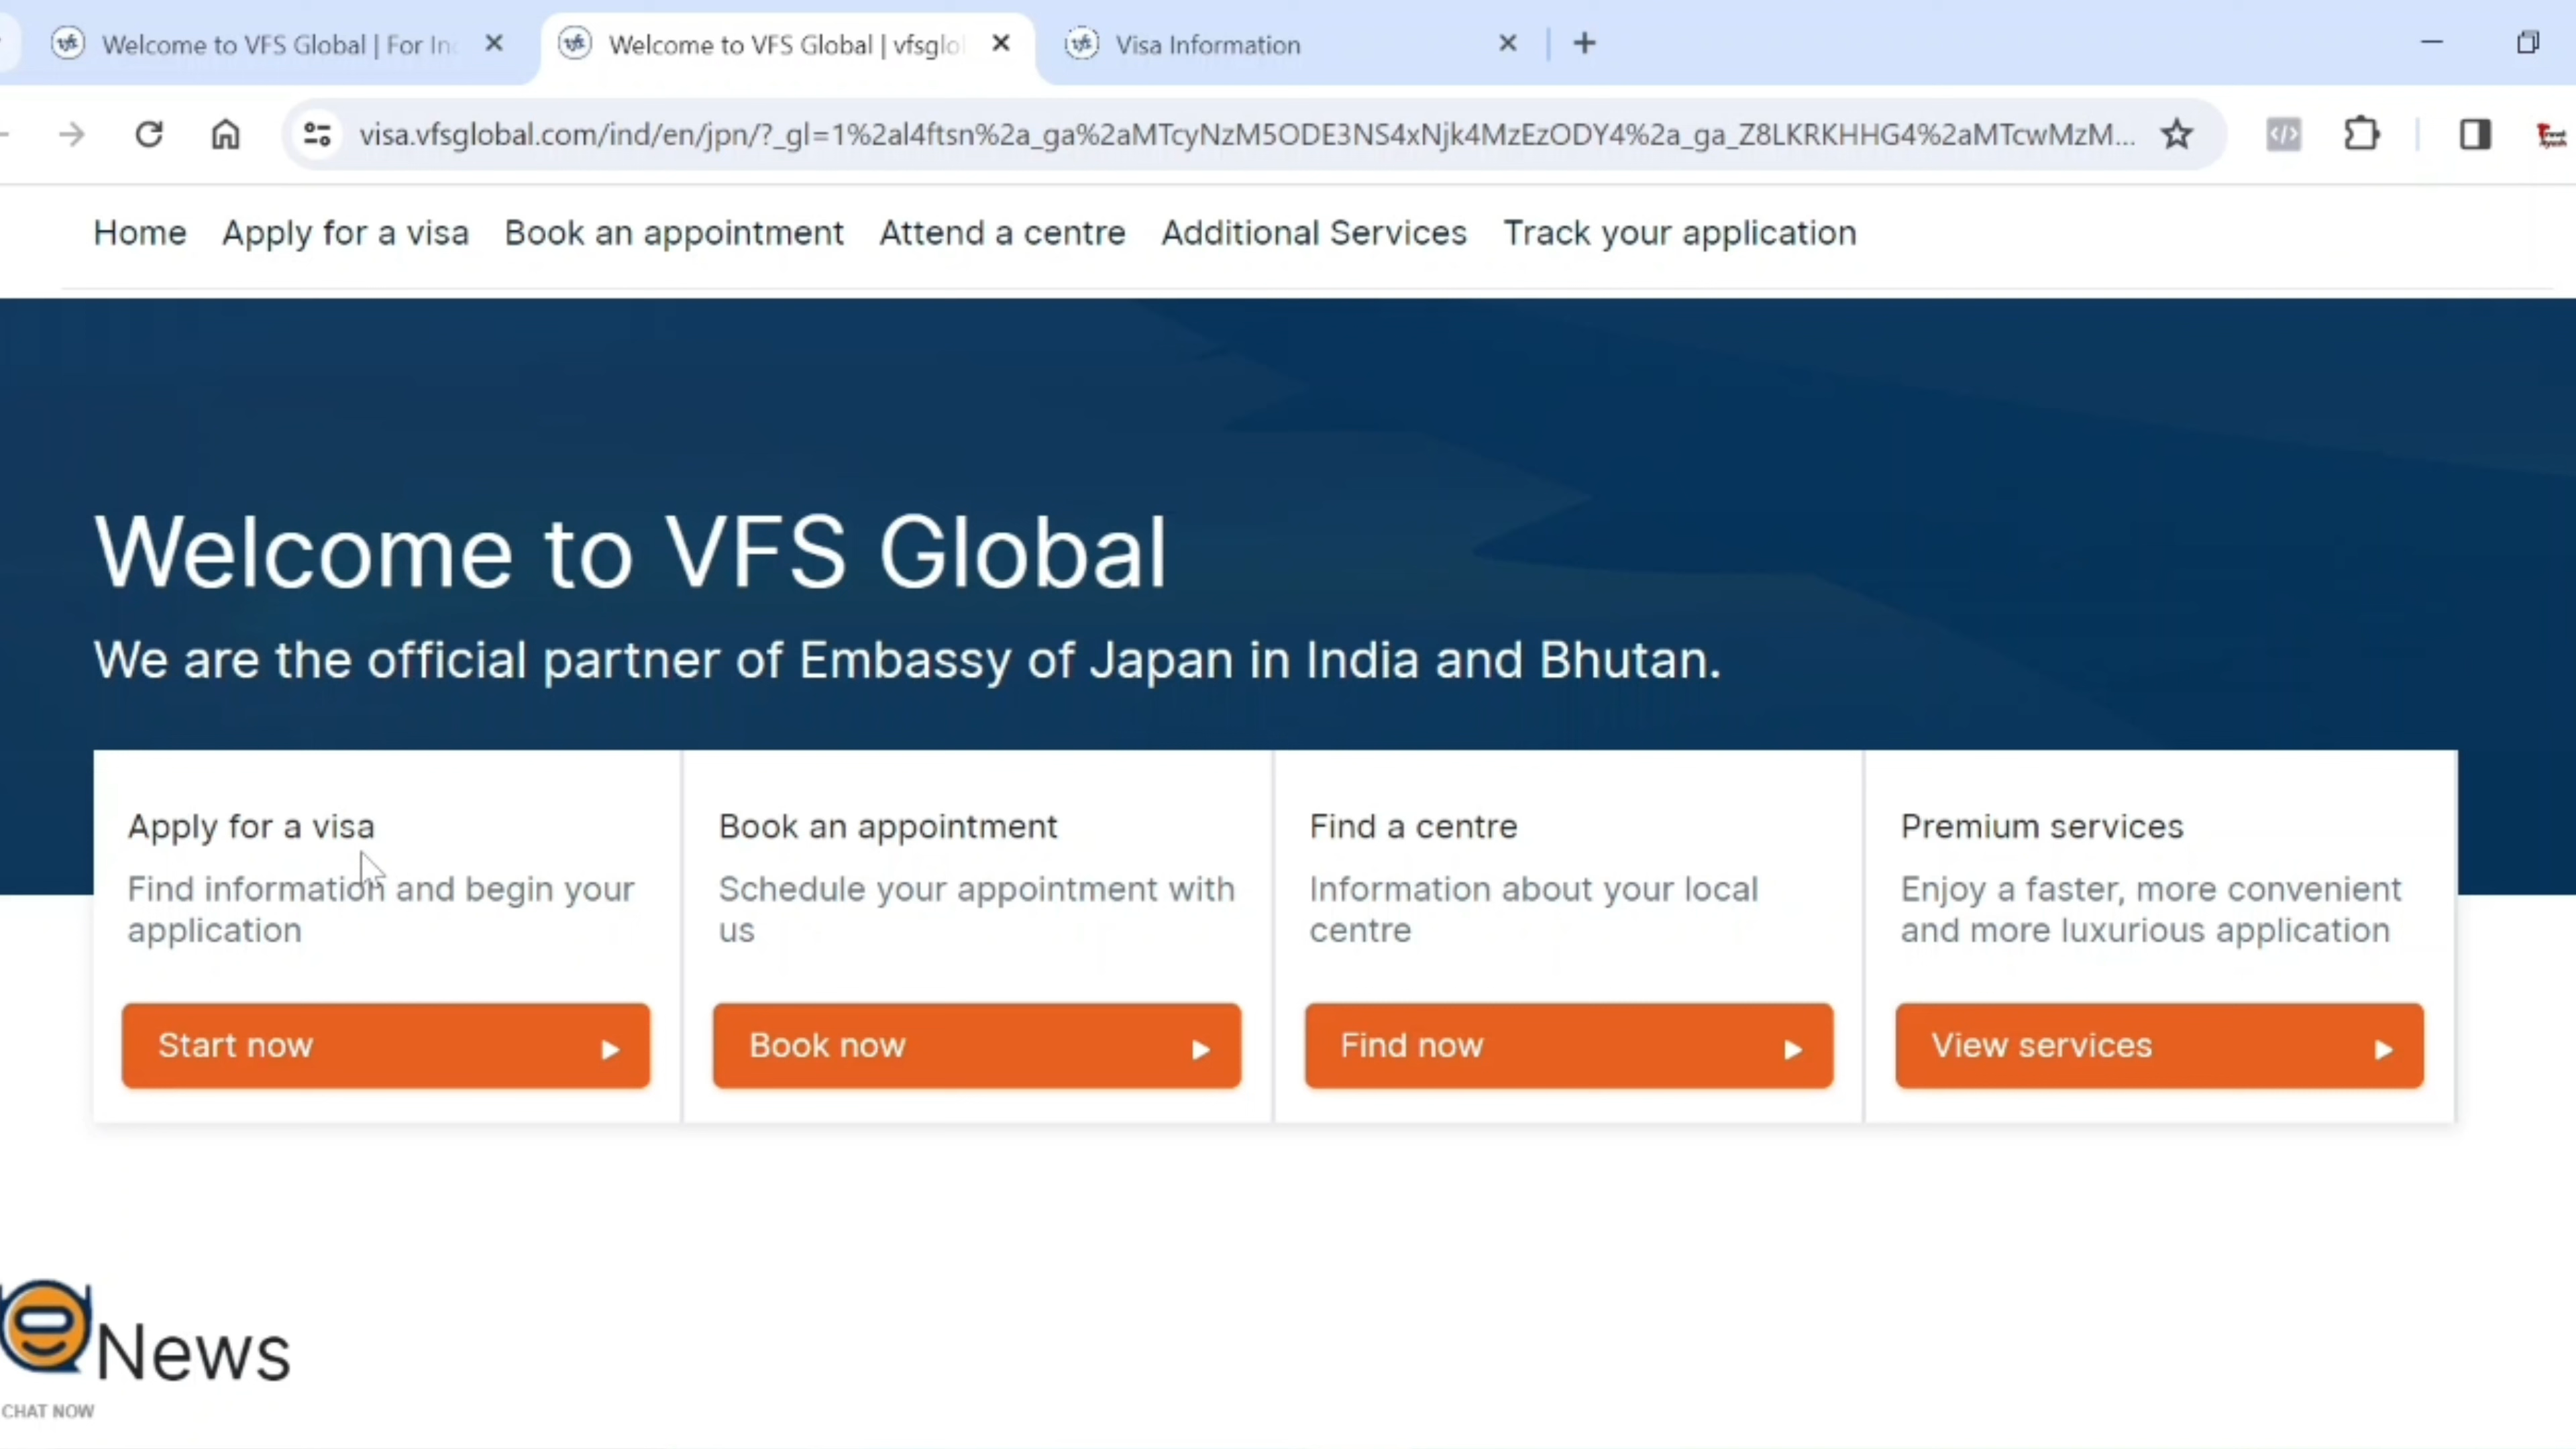 Welcome to VFS Global | For In
Welcome to VFS Global | vfsglo
Visa Information
visa.vfsglobal.com/ind/en/jpn/?_gl=1%2al4ftsn%2a_ga%2aMTcyNzM5ODE3NS4xNjk4MzEzODY4%2a_ga_Z8LKRKHHG4%2aMTcwMzM...
Home Apply for a visa Book an appointment Attend a centre Additional Services Track your application
Welcome to VFS Global
We are the official partner of Embassy of Japan in India and Bhutan.
Apply for a visa
Find information and begin your
application
Start now
Book an appointment
Schedule your appointment with
us
Book now
Find a centre
Information about your local
centre
Find now
Premium services
Enjoy a faster, more convenient
and more luxurious application
View services
News
CHAT NOW